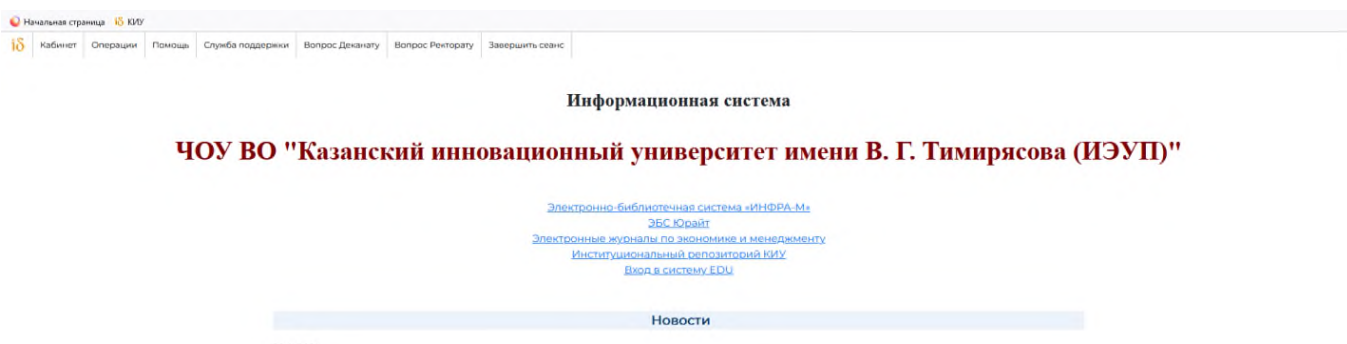 Начальная страница iδ КИУ
iδ Кабинет Операции Помощь Служба поддержки Вопрос Деканату Вопрос Ректорату Завершить сеанс
Информационная система
ЧОУ ВО "Казанский инновационный университет имени В. Г. Тимирясова (ИЭУП)"
Электронно-библиотечная система «ИНФРА-М»
ЭБС Юрайт
Электронные журналы по экономике и менеджменту
Институциональный репозиторий КИУ
Вход в систему EDU
Новости